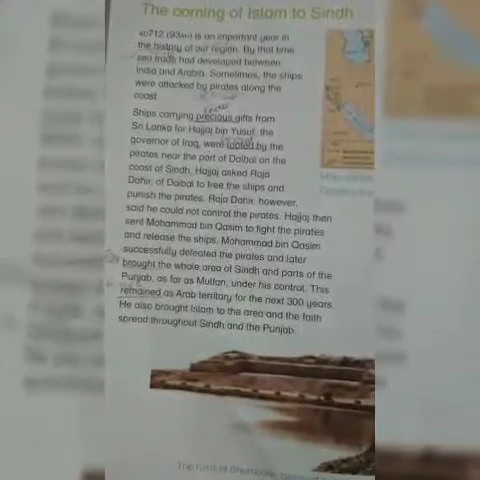 The coming of Islam to Sindh
AD712 (93AH) is an important year in
the history of our region. By that time
sea trade had developed between
India and Arabia. Sometimes, the ships
were attacked by pirates along the
coast.
Ships carrying precious gifts from
Sri Lanka for Hajjaj bin Yusuf, the
governor of Iraq, were looted by the
pirates near the port of Daibal on the
coast of Sindh. Hajjaj asked Raja
Dahir, of Daibal to free the ships and
punish the pirates. Raja Dahir, however,
said he could not control the pirates. Hajjaj then
sent Mohammad bin Qasim to fight the pirates
and release the ships. Mohammad bin Qasim
successfully defeated the pirates and later
brought the whole area of Sindh and parts of the
Punjab, as far as Multan, under his control. This
remained as Arab territory for the next 300 years.
He also brought Islam to the area and the faith
spread throughout Sindh and the Punjab.
The ruins of